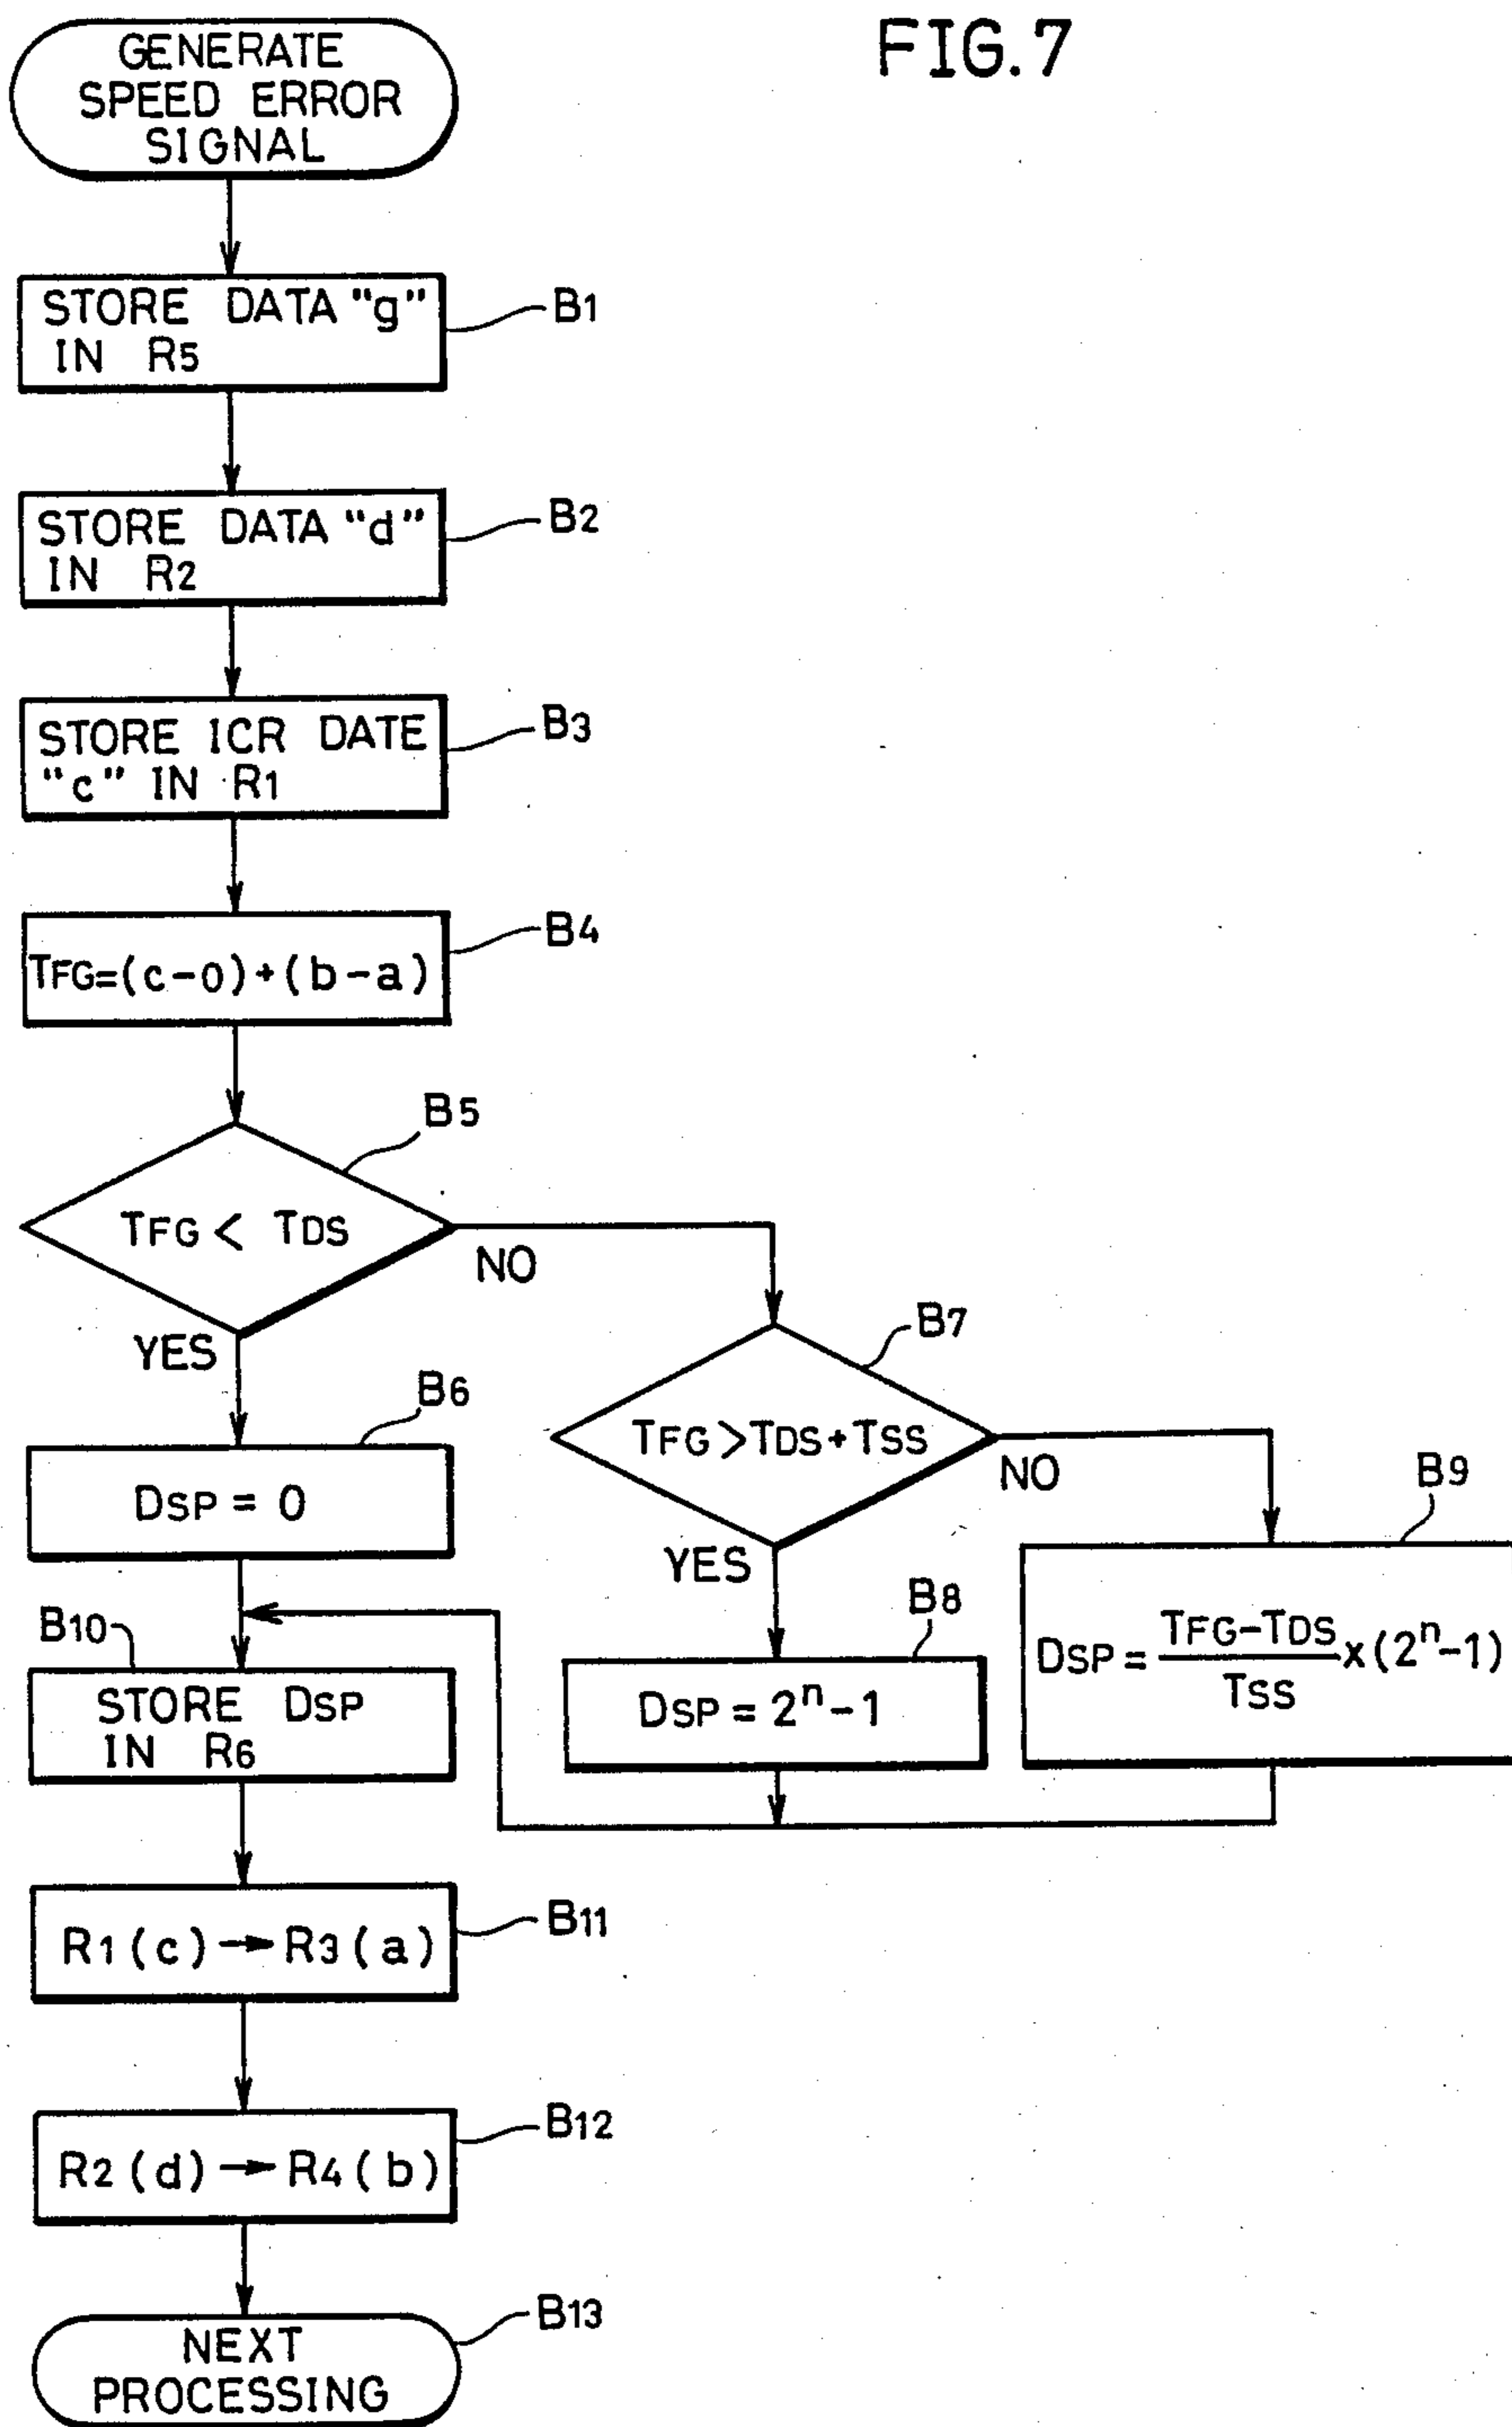 FIG.7
GENERATE
SPEED ERROR
SIGNAL
STORE DATA "g"
IN R5
B1
STORE DATA "d"
IN R2
B2
STORE ICR DATE
"c" IN R1
B3
TFG=(c-0)+(b-a)
B4
B5
TFG < TDS
NO
YES
B7
TFG>TDS+TSS
NO
YES
B6
DSP = 0
B8
DSP = 2^n-1
B9
DSP = TFG-TDS/TSS x(2^n-1)
B10
STORE DSP
IN R6
R1(c)→R3(a)
B11
R2(d)→R4(b)
B12
NEXT
PROCESSING
B13